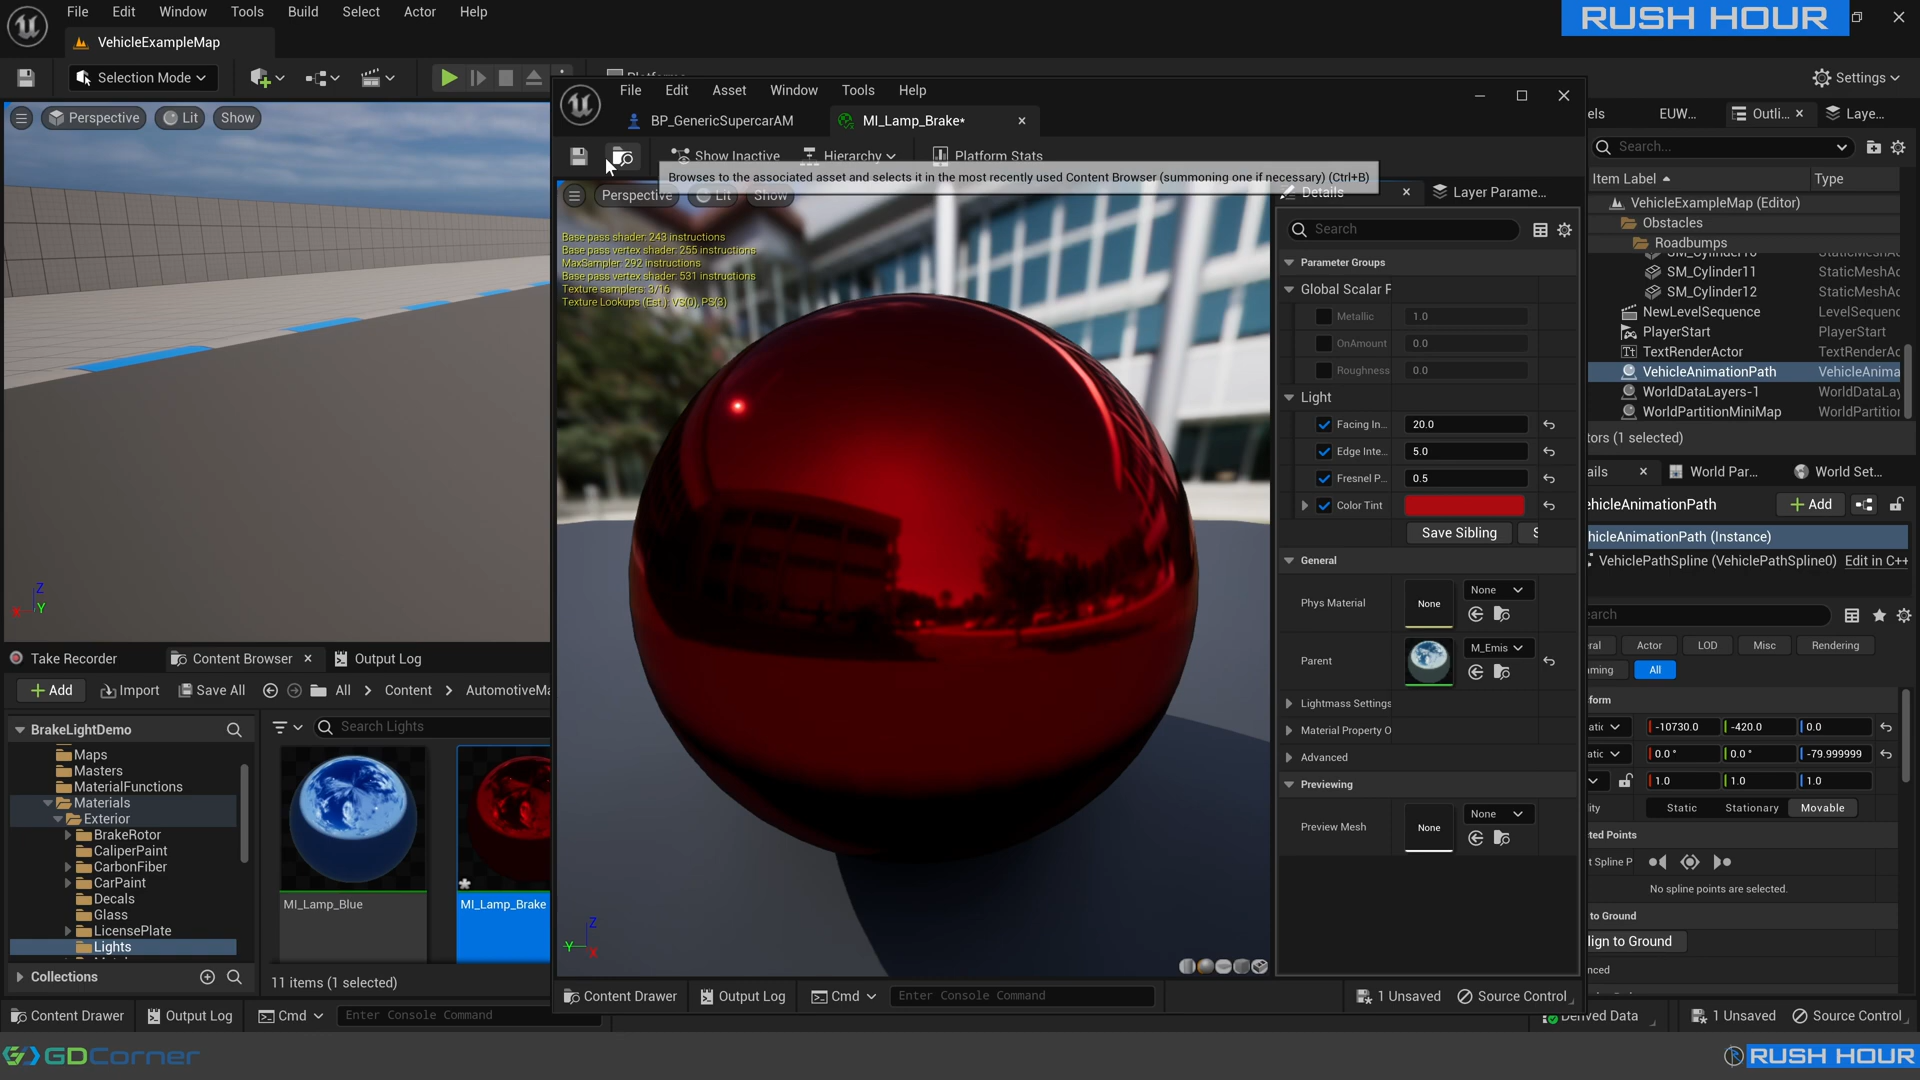 File Edit Window Tools Build Select Actor Help
RUSH HOUR
VehicleExampleMap
Selection Mode
Settings
Perspective Lit Show
File Edit Asset Window Tools Help
BP_GenericSupercarAM
MI_Lamp_Brake*
Show Inactive Hierarchy Platform Stats
Browses to the associated asset and selects it in the most recently used Content Browser (summoning one if necessary) (Ctrl+B)
Perspective Lit Show
Base pass shader: 243 instructions
Base pass vertex shader: 255 instructions
MaxSampler: 292 instructions
Base pass vertex shader: 531 instructions
Texture samplers: 3/16
Texture Lookups (Est.): VS(0), PS(3)
Details
Layer Parame...
Search
Parameter Groups
Global Scalar P
Metallic 1.0
OnAmount 0.0
Roughness 0.0
Light
Facing In... 20.0
Edge Inte... 5.0
Fresnel P... 0.5
Color Tint
Save Sibling S
General
Phys Material None None
Parent M_Emis
Lightmass Settings
Material Property O
Advanced
Previewing
Preview Mesh None None
Content Drawer Output Log Cmd Enter Console Command
1 Unsaved Source Control
els EUW... Outli... Laye...
Search...
Item Label Type
VehicleExampleMap (Editor)
Obstacles
Roadbumps
SM_Cylinder10 StaticMeshAc
SM_Cylinder11 StaticMeshAc
SM_Cylinder12 StaticMeshAc
NewLevelSequence LevelSequenc
PlayerStart PlayerStart
TextRenderActor TextRenderAc
VehicleAnimationPath VehicleAnima
WorldDataLayers-1 WorldDataLay
WorldPartitionMiniMap WorldPartition
tors (1 selected)
ails World Par... World Set...
ehicleAnimationPath Add
hicleAnimationPath (Instance)
VehiclePathSpline (VehiclePathSpline0) Edit in C++
earch
ral Actor LOD Misc Rendering
ming All
form
atic -10730.0 -420.0 0.0
atic 0.0 ° 0.0 ° -79.999999
1.0 1.0 1.0
ity Static Stationary Movable
cted Points
t Spline P
No spline points are selected.
to Ground
lign to Ground
nced
Take Recorder Content Browser Output Log
Add Import Save All All Content AutomotiveMa
BrakeLightDemo
Search Lights
Maps
Masters
MaterialFunctions
Materials
Exterior
BrakeRotor
CaliperPaint
CarbonFiber
CarPaint
Decals
Glass
LicensePlate
Lights
MI_Lamp_Blue
MI_Lamp_Brake
Collections
11 items (1 selected)
Content Drawer Output Log Cmd Enter Console Command
Derived Data 1 Unsaved Source Control
GDCorner
RUSH HOUR